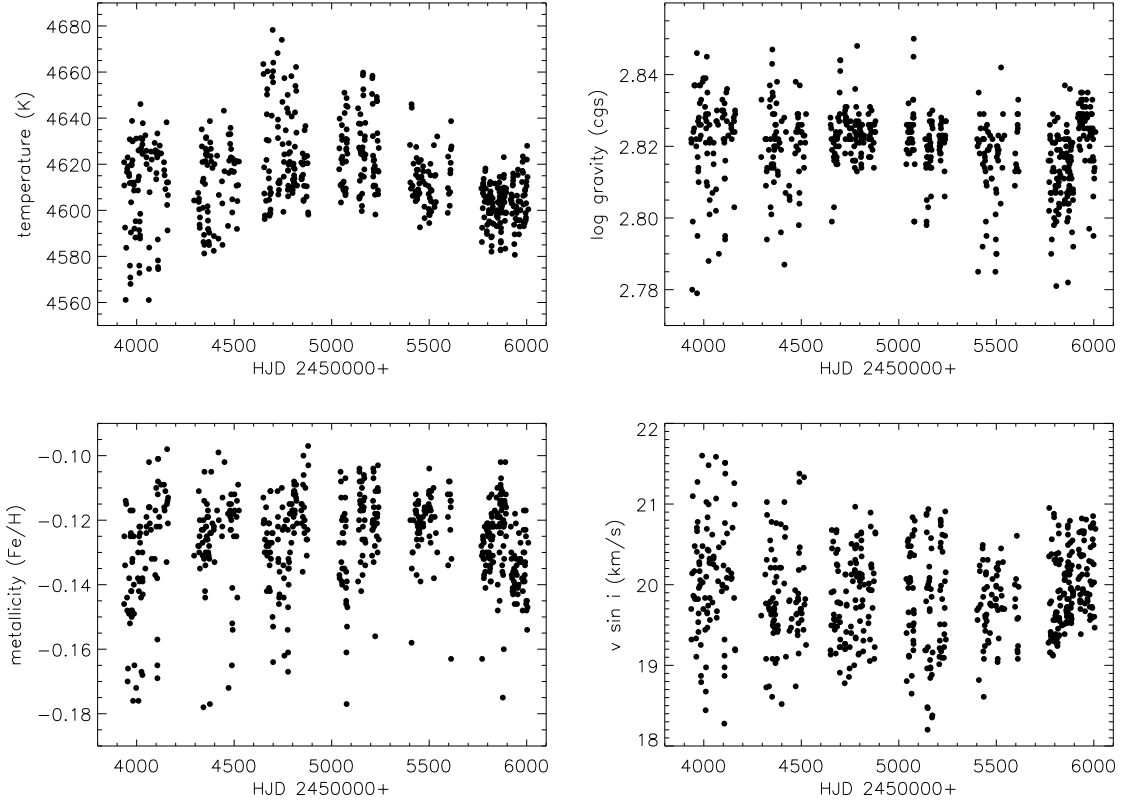 temperature (K)
4680
4660
4640
4620
4600
4580
4560
4000 4500 5000 5500 6000
HJD 2450000+
log gravity (cgs)
2.84
2.82
2.80
2.78
4000 4500 5000 5500 6000
HJD 2450000+
metallicity (Fe/H)
−0.10
−0.12
−0.14
−0.16
−0.18
4000 4500 5000 5500 6000
HJD 2450000+
v sin i (km/s)
22
21
20
19
18
4000 4500 5000 5500 6000
HJD 2450000+